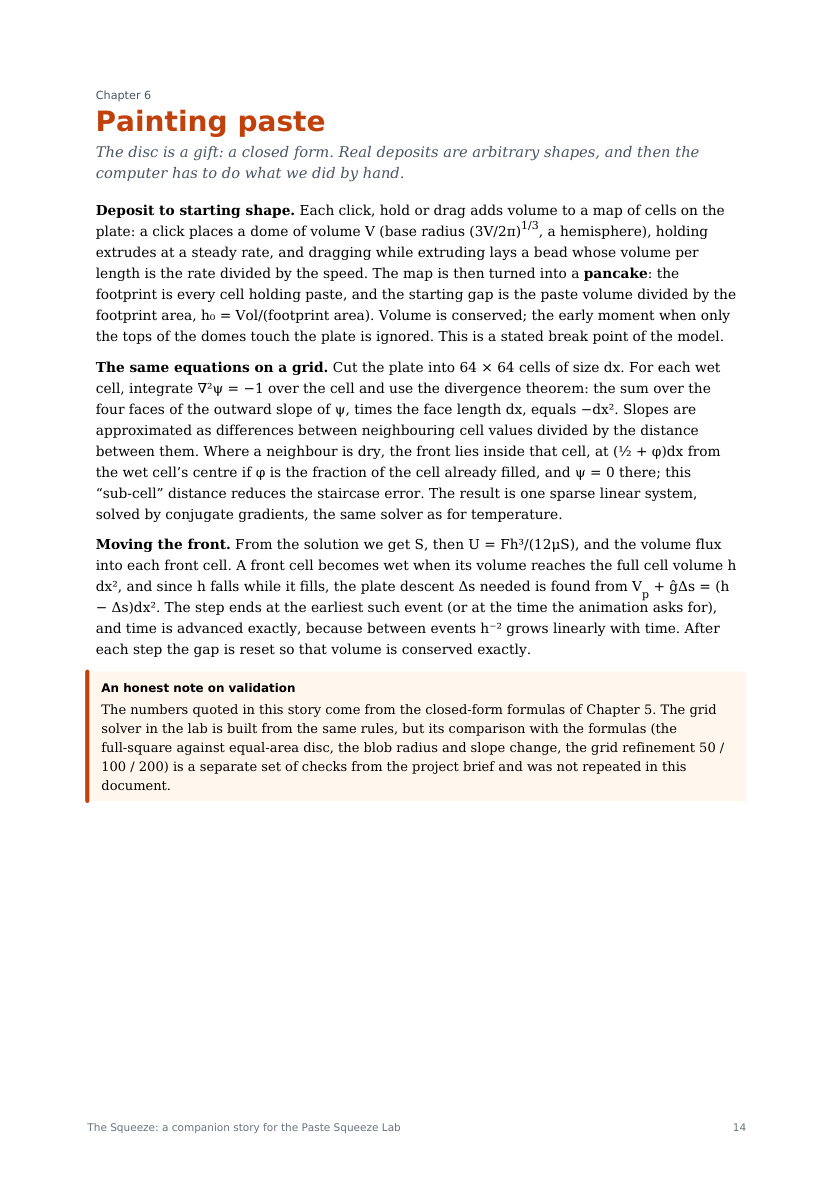 Chapter 6
Painting paste
The disc is a gift: a closed form. Real deposits are arbitrary shapes, and then the
computer has to do what we did by hand.
Deposit to starting shape. Each click, hold or drag adds volume to a map of cells on the
plate: a click places a dome of volume V (base radius (3V/2π)^1/3, a hemisphere), holding
extrudes at a steady rate, and dragging while extruding lays a bead whose volume per
length is the rate divided by the speed. The map is then turned into a pancake: the
footprint is every cell holding paste, and the starting gap is the paste volume divided by the
footprint area, h₀ = Vol/(footprint area). Volume is conserved; the early moment when only
the tops of the domes touch the plate is ignored. This is a stated break point of the model.
The same equations on a grid. Cut the plate into 64 × 64 cells of size dx. For each wet
cell, integrate ∇²ψ = −1 over the cell and use the divergence theorem: the sum over the
four faces of the outward slope of ψ, times the face length dx, equals −dx². Slopes are
approximated as differences between neighbouring cell values divided by the distance
between them. Where a neighbour is dry, the front lies inside that cell, at (½ + φ)dx from
the wet cell’s centre if φ is the fraction of the cell already filled, and ψ = 0 there; this
“sub-cell” distance reduces the staircase error. The result is one sparse linear system,
solved by conjugate gradients, the same solver as for temperature.
Moving the front. From the solution we get S, then U = Fh³/(12μS), and the volume flux
into each front cell. A front cell becomes wet when its volume reaches the full cell volume h
dx², and since h falls while it fills, the plate descent Δs needed is found from V_p + ĝΔs = (h
− Δs)dx². The step ends at the earliest such event (or at the time the animation asks for),
and time is advanced exactly, because between events h⁻² grows linearly with time. After
each step the gap is reset so that volume is conserved exactly.
An honest note on validation
The numbers quoted in this story come from the closed-form formulas of Chapter 5. The grid
solver in the lab is built from the same rules, but its comparison with the formulas (the
full-square against equal-area disc, the blob radius and slope change, the grid refinement 50 /
100 / 200) is a separate set of checks from the project brief and was not repeated in this
document.
The Squeeze: a companion story for the Paste Squeeze Lab
14